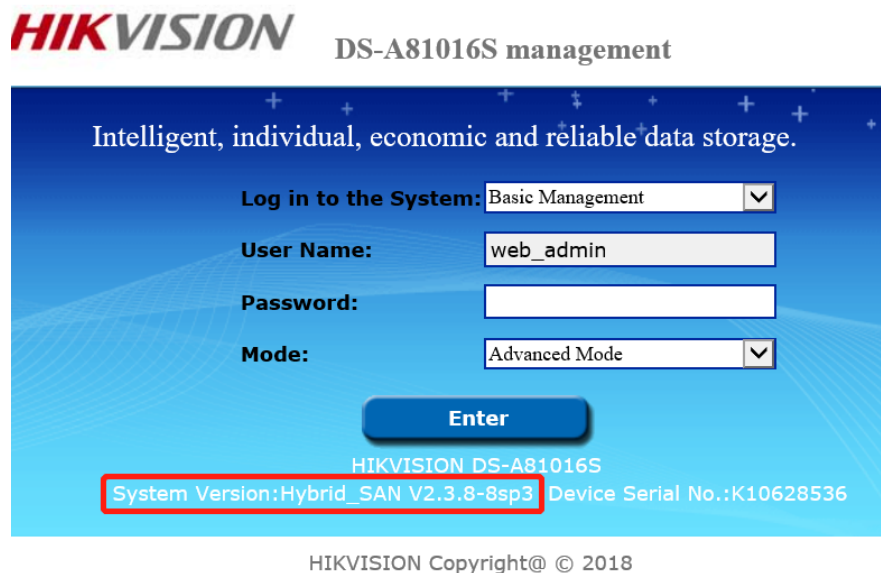 HIKVISION
DS-A81016S management
Intelligent, individual, economic and reliable data storage.
Log in to the System: Basic Management
User Name: web_admin
Password:
Mode: Advanced Mode
Enter
HIKVISION DS-A81016S
System Version:Hybrid_SAN V2.3.8-8sp3 Device Serial No.:K10628536
HIKVISION Copyright@ © 2018